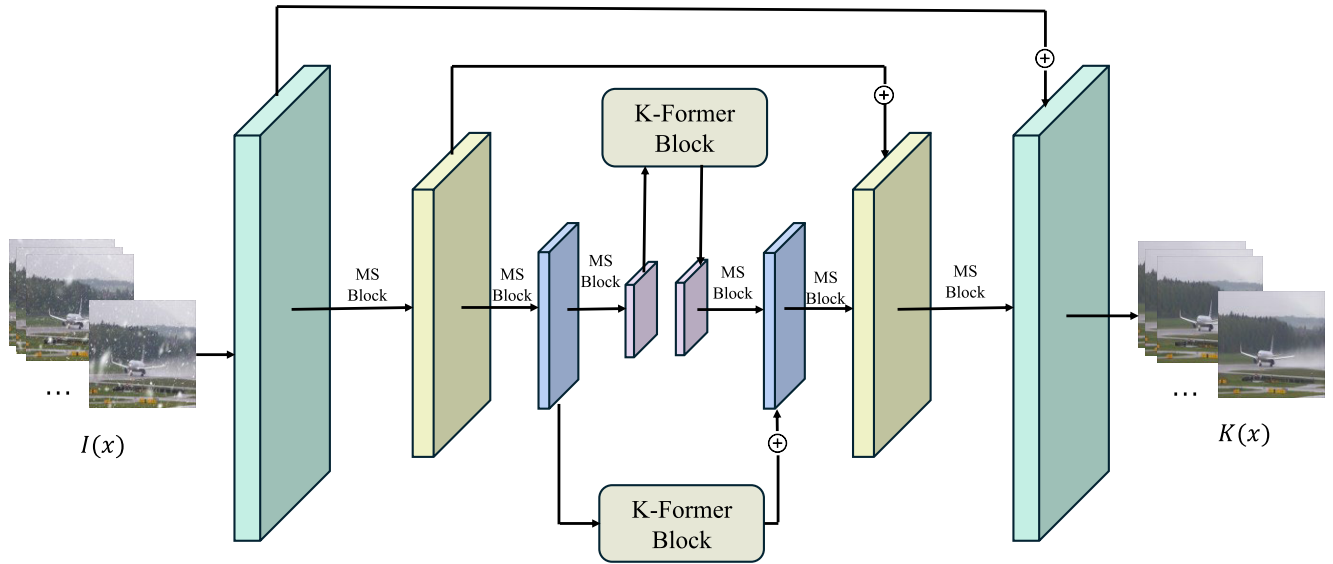 K-Former
Block
MS
Block
MS
Block
MS
Block
MS
Block
MS
Block
MS
Block
...
I(x)
...
K(x)
K-Former
Block